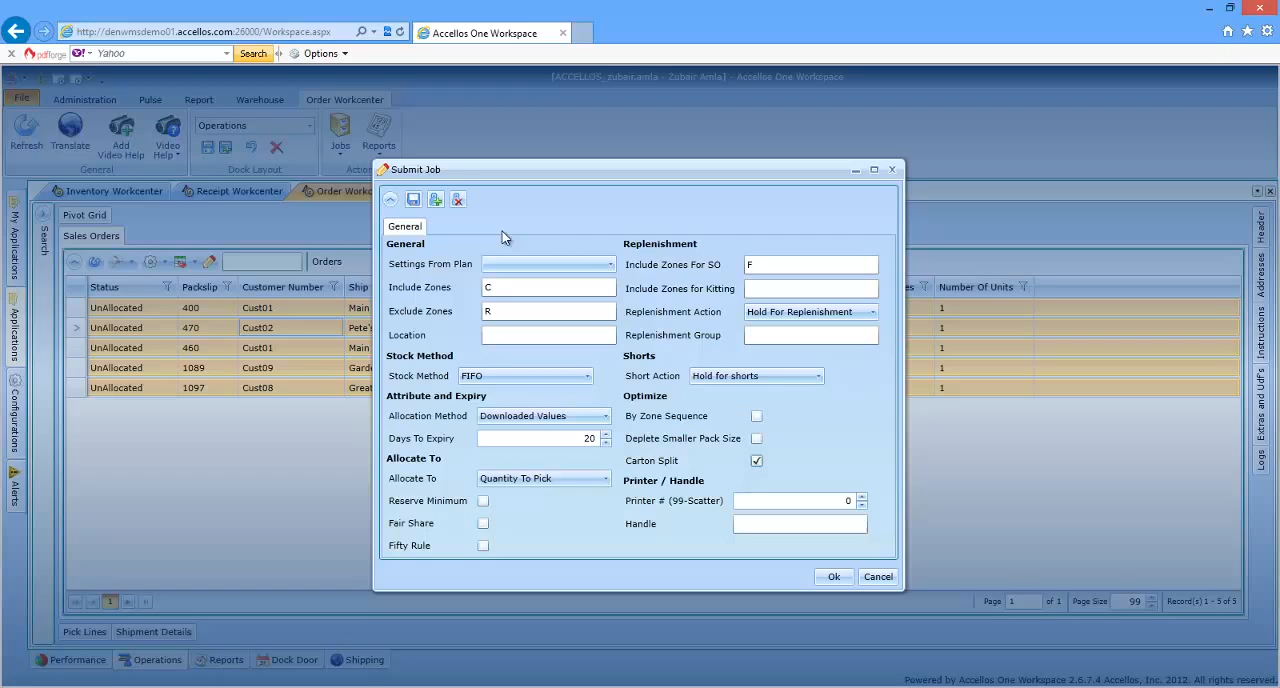 http://denwmsdemo01.accellos.com:26000/Workspace.aspx
Accellos One Workspace
pdfforge
Yahoo
Search
Options
[ACCELLOS_zubair.amla - Zubair Amla] - Accellos One Workspace
File
Administration
Pulse
Report
Warehouse
Order Workcenter
Refresh
Translate
Add Video Help
Video Help
Operations
Jobs
Reports
General
Dock Layout
Inventory Workcenter
Receipt Workcenter
My Applications
Applications
Configurations
Alerts
Search
Pivot Grid
Sales Orders
Orders
Status
Packslip
Customer Number
Ship
Number Of Units
UnAllocated 400 Cust01 Main 1
UnAllocated 470 Cust02 Pete's 1
UnAllocated 460 Cust01 Main 1
UnAllocated 1089 Cust09 1
UnAllocated 1097 Cust08 Great 1
Submit Job
General
General
Settings From Plan
Include Zones C
Exclude Zones R
Location
Stock Method
Stock Method FIFO
Attribute and Expiry
Allocation Method Downloaded Values
Days To Expiry 20
Allocate To
Allocate To Quantity To Pick
Reserve Minimum
Fair Share
Fifty Rule
Replenishment
Include Zones For SO F
Include Zones for Kitting
Replenishment Action Hold For Replenishment
Replenishment Group
Shorts
Short Action Hold for shorts
Optimize
By Zone Sequence
Deplete Smaller Pack Size
Carton Split
Printer / Handle
Printer # (99-Scatter) 0
Handle
Ok
Cancel
Header
Addresses
Instructions
Extras and UdFs
Logs
1
Page 1 of 1 Page Size 99 Record(s) 1 - 5 of 5
Pick Lines
Shipment Details
Performance
Operations
Reports
Dock Door
Shipping
Powered by Accellos One Workspace 2.6.7.4 Accellos, Inc. 2012. All rights reserved.